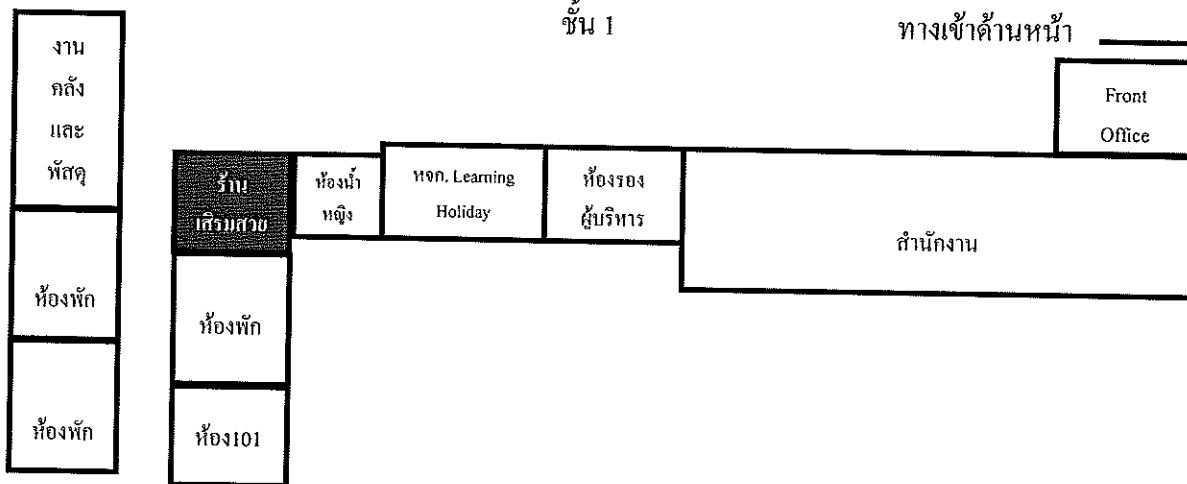 ชั้น 1
ทางเข้าด้านหน้า
งาน
คลัง
และ
พัสดุ
Front
Office
ร้าน
เสริมสวย
ห้องน้ำ
หญิง
หจก. Learning
Holiday
ห้องรอง
ผู้บริหาร
สำนักงาน
ห้องพัก
ห้องพัก
ห้องพัก
ห้อง101